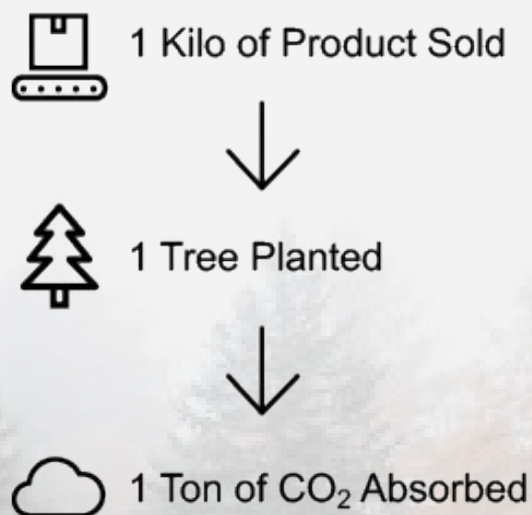 1 Kilo of Product Sold
1 Tree Planted
1 Ton of CO₂ Absorbed